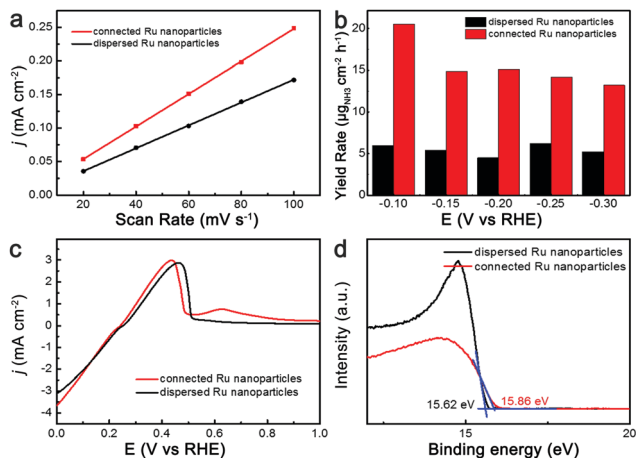 a
connected Ru nanoparticles
dispersed Ru nanoparticles
j (mA cm⁻²)
0.25
0.20
0.15
0.10
0.05
0.00
20 40 60 80 100
Scan Rate (mV s⁻¹)
b
dispersed Ru nanoparticles
connected Ru nanoparticles
Yield Rate (µg_NH3 cm⁻² h⁻¹)
20
15
10
5
0
-0.10 -0.15 -0.20 -0.25 -0.30
E (V vs RHE)
c
j (mA cm⁻²)
4
3
2
1
0
-1
-2
-3
-4
connected Ru nanoparticles
dispersed Ru nanoparticles
0.0 0.2 0.4 0.6 0.8 1.0
E (V vs RHE)
d
dispersed Ru nanoparticles
connected Ru nanoparticles
Intensity (a.u.)
15.62 eV
15.86 eV
15 20
Binding energy (eV)